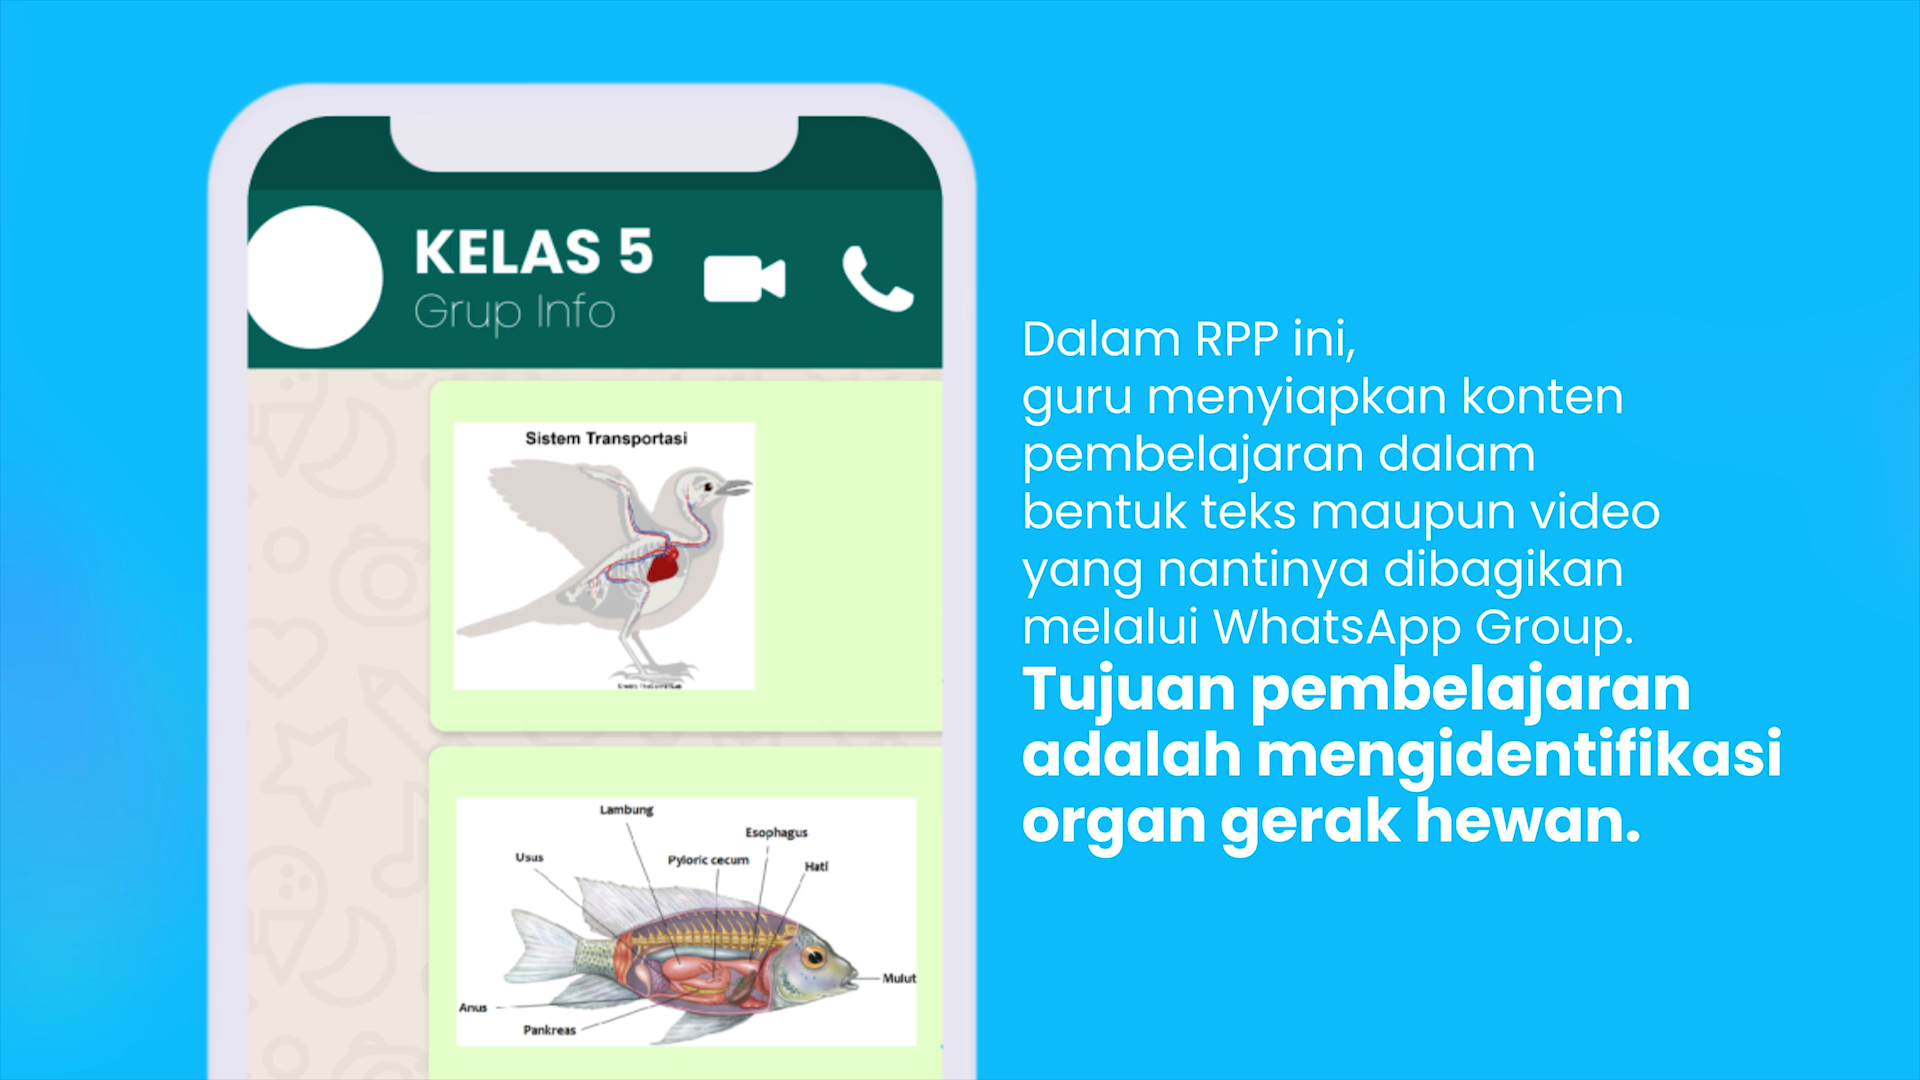 KELAS 5
Grup Info
Sistem Transportasi
Lambung
Esophagus
Usus
Pyloric cecum
Hati
Mulut
Anus
Pankreas
Dalam RPP ini,
guru menyiapkan konten
pembelajaran dalam
bentuk teks maupun video
yang nantinya dibagikan
melalui WhatsApp Group.
Tujuan pembelajaran
adalah mengidentifikasi
organ gerak hewan.